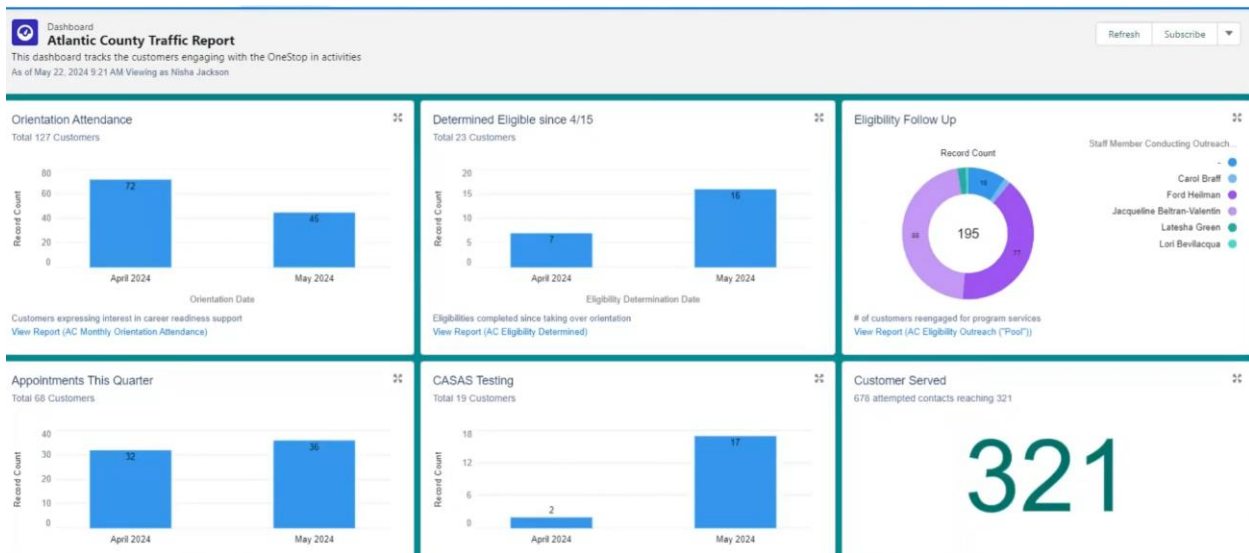 Dashboard
Atlantic County Traffic Report
This dashboard tracks the customers engaging with the OneStop in activities
As of May 22, 2024 9:21 AM Viewing as Nisha Jackson
Refresh
Subscribe
Orientation Attendance
Total 127 Customers
Record Count
80
60
40
20
0
72
45
April 2024
May 2024
Orientation Date
Customers expressing interest in career readiness support
View Report (AC Monthly Orientation Attendance)
Determined Eligible since 4/15
Total 23 Customers
Record Count
20
15
10
5
0
7
16
April 2024
May 2024
Eligibility Determination Date
Eligibilities completed since taking over orientation
View Report (AC Eligibility Determined)
Eligibility Follow Up
Record Count
Staff Member Conducting Outreach...
-
Carol Braff
Ford Heilman
Jacqueline Beltran-Valentin
Latesha Green
Lori Bevilacqua
195
77
# of customers reengaged for program services
View Report (AC Eligibility Outreach ("Pool"))
Appointments This Quarter
Total 68 Customers
Record Count
40
30
20
10
0
32
36
April 2024
May 2024
CASAS Testing
Total 19 Customers
Record Count
18
12
6
0
2
17
April 2024
May 2024
Customer Served
678 attempted contacts reaching 321
321